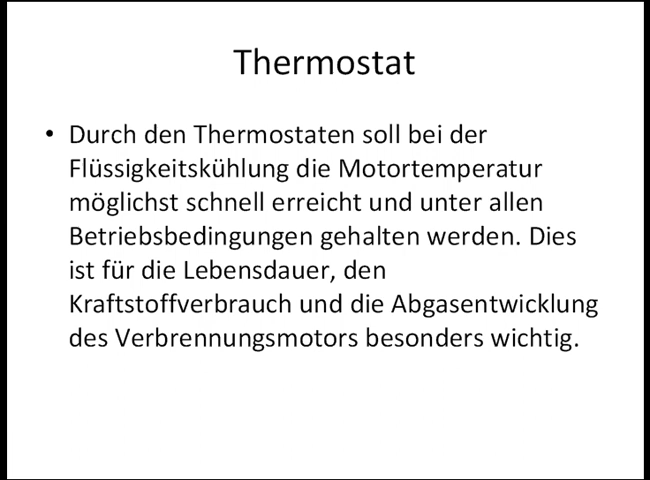 Thermostat
• Durch den Thermostaten soll bei der
Flüssigkeitskühlung die Motortemperatur
möglichst schnell erreicht und unter allen
Betriebsbedingungen gehalten werden. Dies
ist für die Lebensdauer, den
Kraftstoffverbrauch und die Abgasentwicklung
des Verbrennungsmotors besonders wichtig.